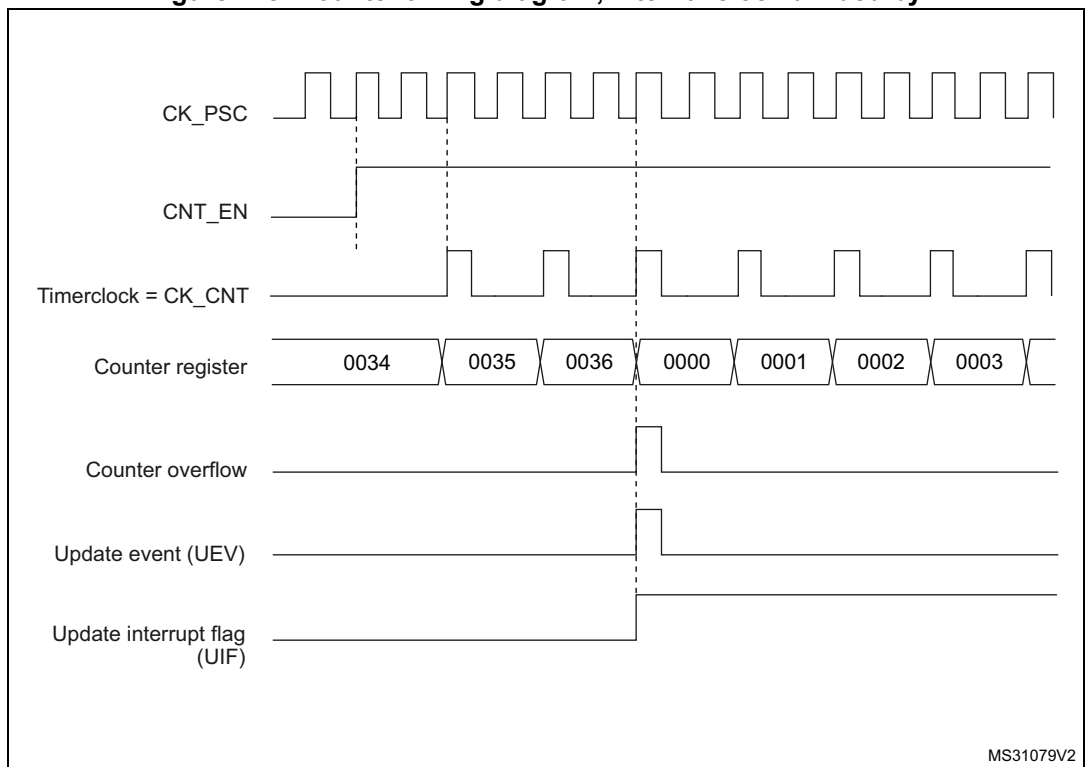 CK_PSC
CNT_EN
Timerclock = CK_CNT
Counter register 0034 0035 0036 0000 0001 0002 0003
Counter overflow
Update event (UEV)
Update interrupt flag
(UIF)
MS31079V2